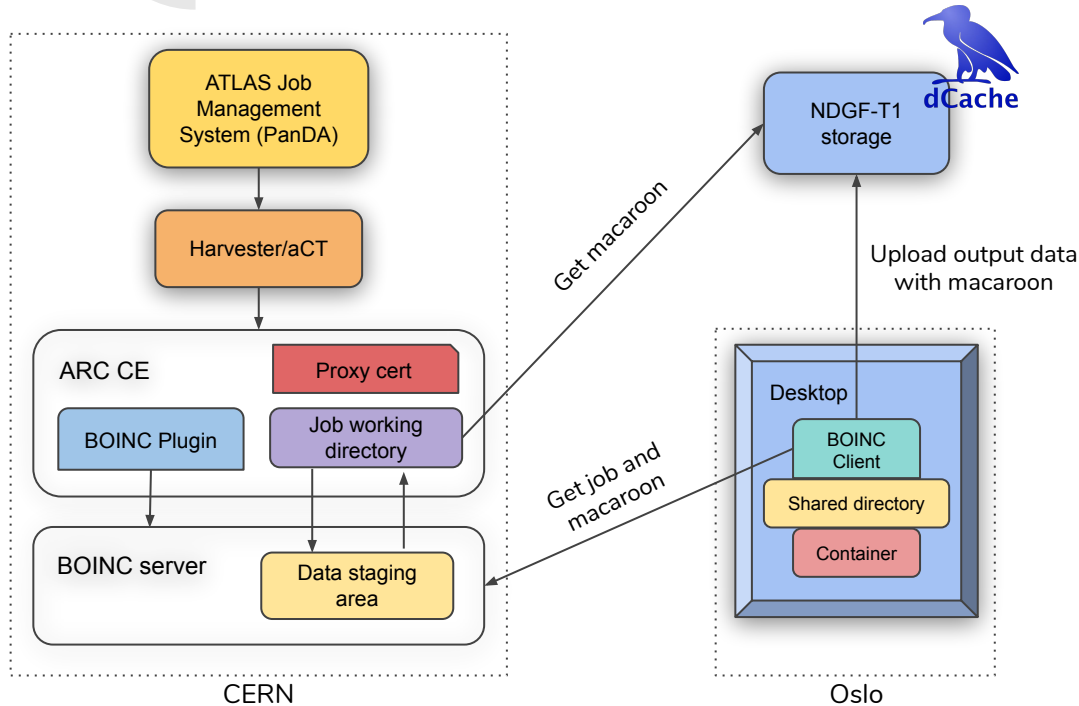 ATLAS Job
Management
System (PanDA)
Harvester/aCT
ARC CE
Proxy cert
BOINC Plugin
Job working
directory
BOINC server
Data staging
area
CERN
Get macaroon
Get job and
macaroon
dCache
NDGF-T1
storage
Upload output data
with macaroon
Desktop
BOINC
Client
Shared directory
Container
Oslo